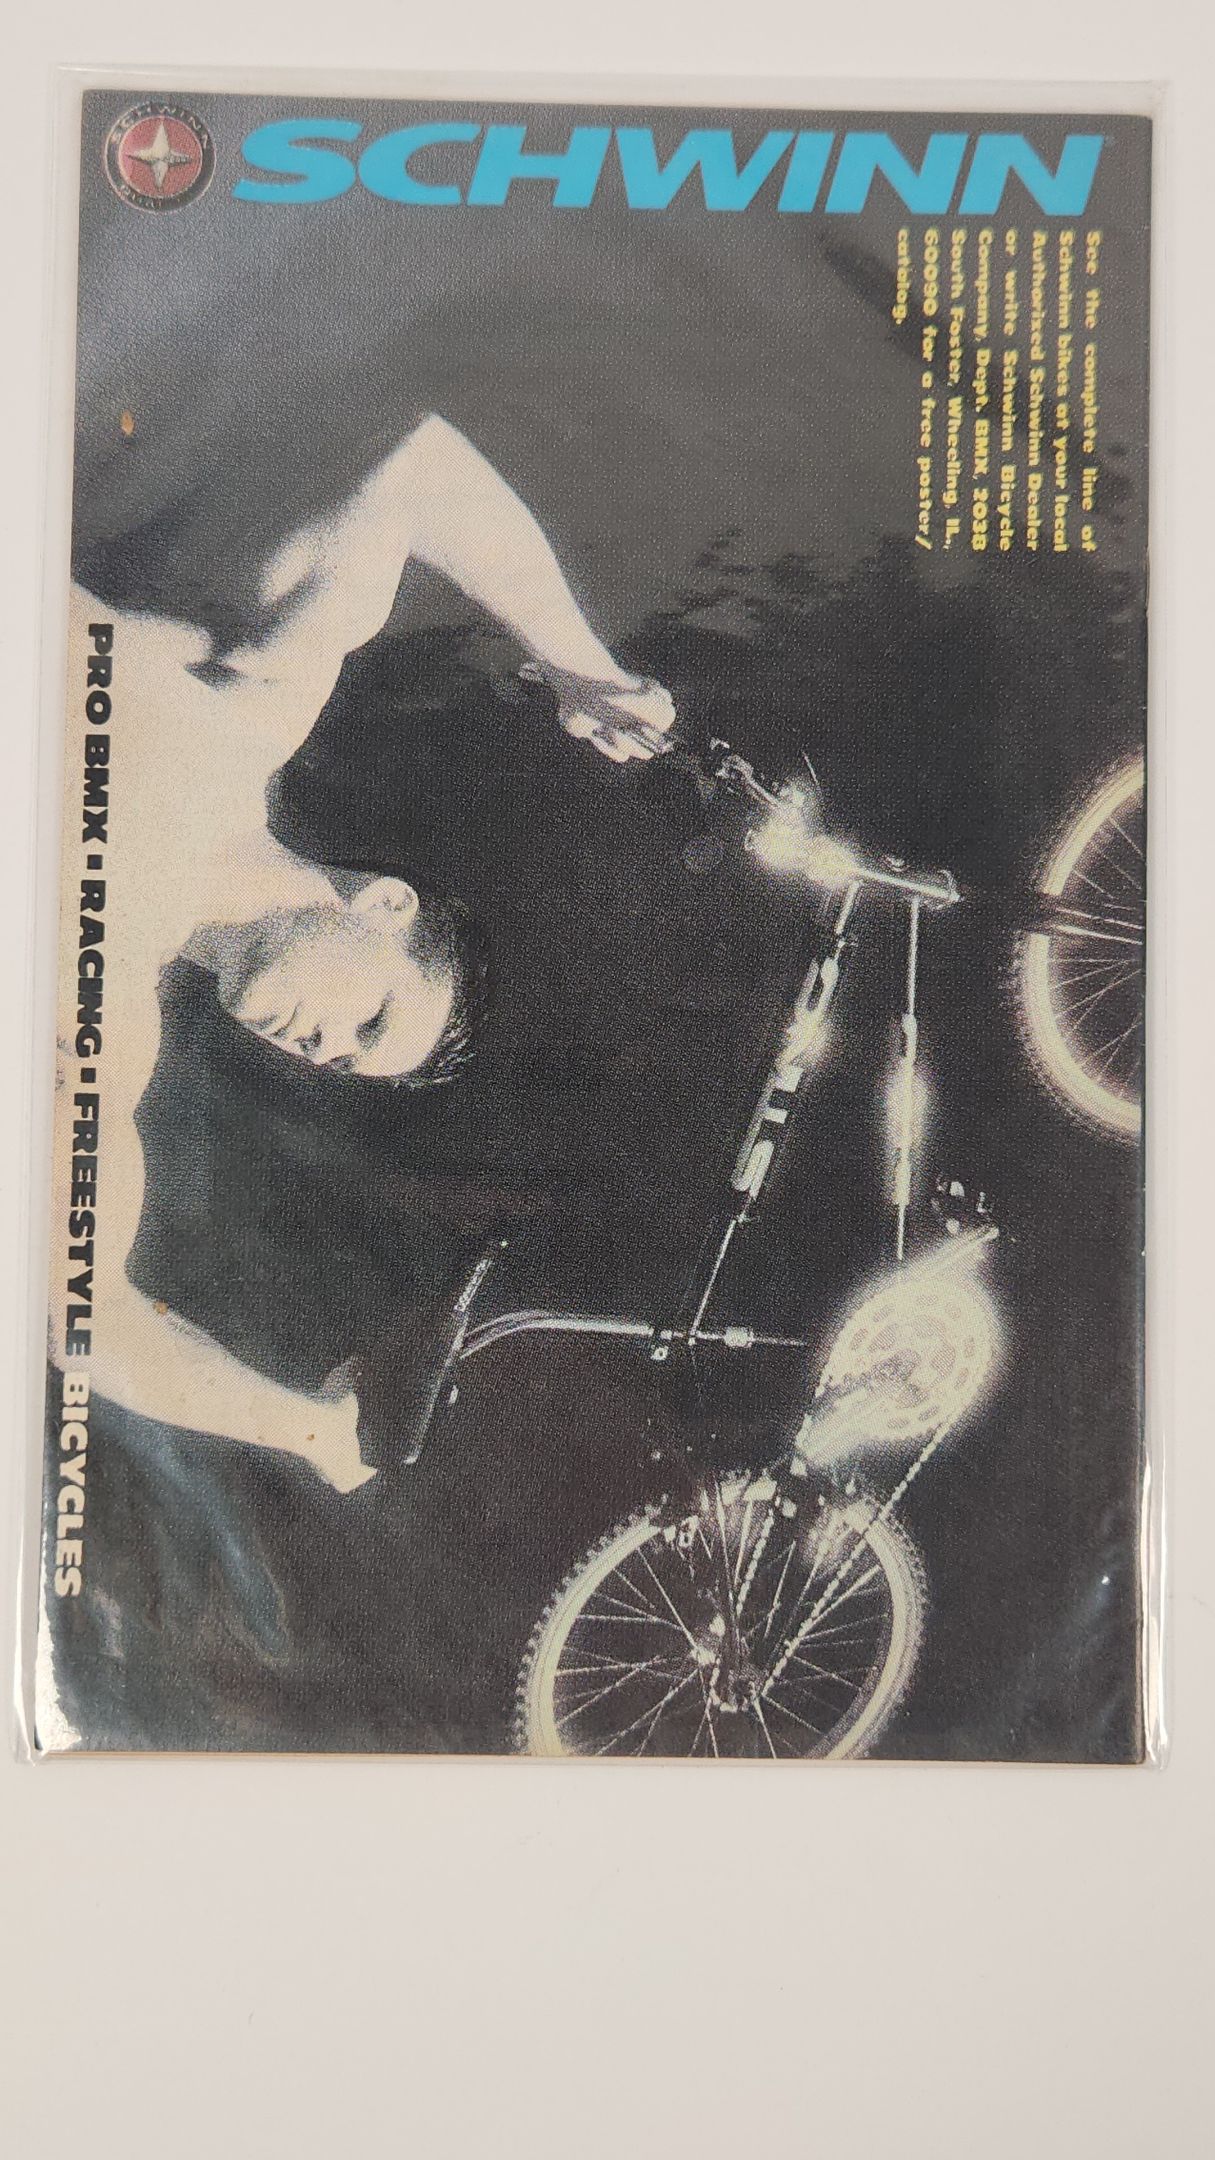 SCHWINN
SCHWINN
See the complete line of
Schwinn bikes at your local
Authorized Schwinn Dealer
or write Schwinn Bicycle
Company, Dept. BMX, 2038
South Foster, Wheeling, IL.,
60090 for a free poster/
catalog.
PRO BMX ▪ RACING ▪ FREESTYLE BICYCLES